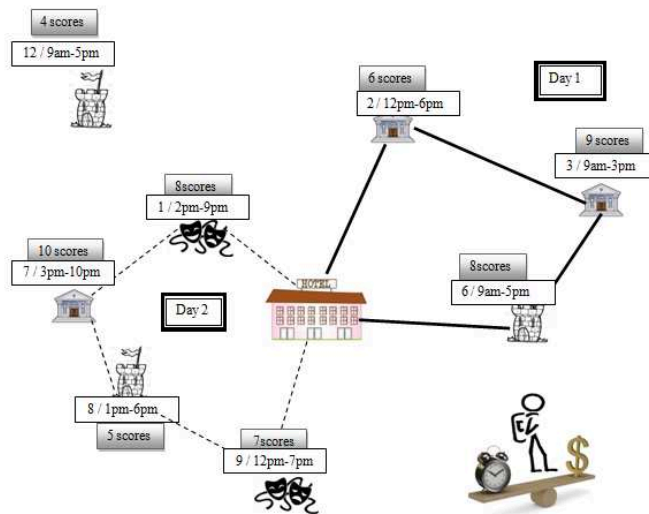 4 scores
12 / 9am-5pm
6 scores
2 / 12pm-6pm
Day 1
9 scores
3 / 9am-3pm
8scores
1 / 2pm-9pm
10 scores
7 / 3pm-10pm
8scores
6 / 9am-5pm
HOTEL
Day 2
8 / 1pm-6pm
5 scores
7scores
9 / 12pm-7pm
$